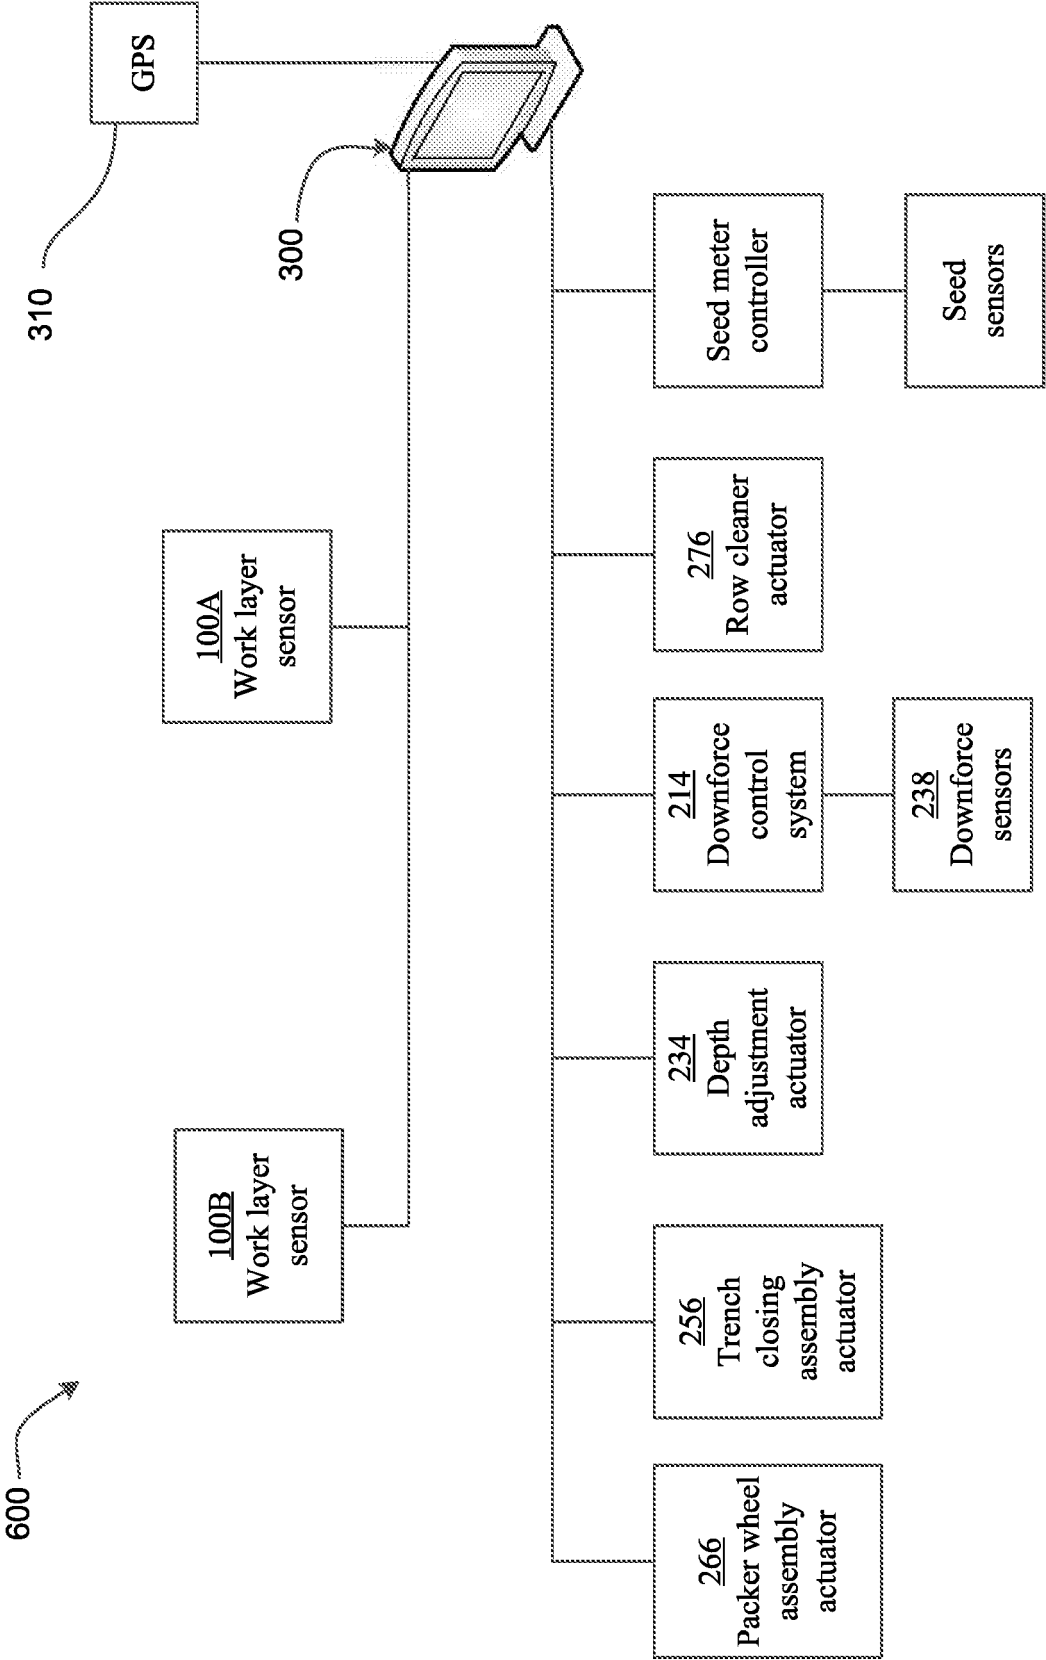 600
100B
Work layer
sensor
100A
Work layer
sensor
310
GPS
300
266
Packer wheel
assembly
actuator
256
Trench
closing
assembly
actuator
234
Depth
adjustment
actuator
214
Downforce
control
system
238
Downforce
sensors
276
Row cleaner
actuator
Seed meter
controller
Seed
sensors